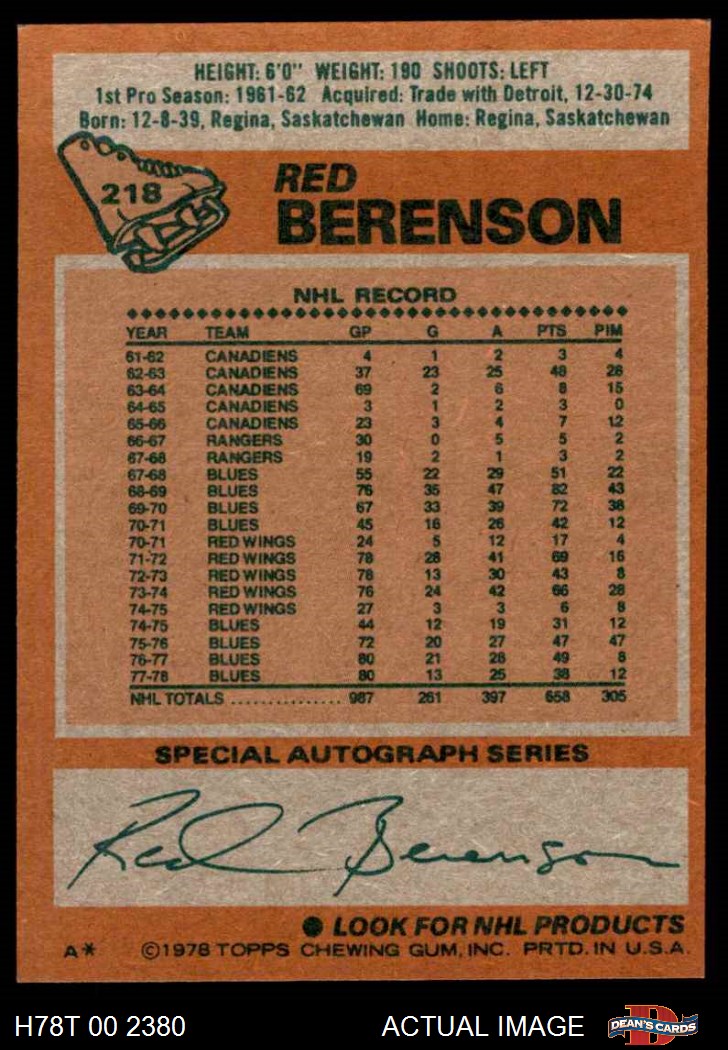 HEIGHT: 6'0" WEIGHT: 190 SHOOTS: LEFT
1st Pro Season: 1961-62 Acquired: Trade with Detroit, 12-30-74
Born: 12-8-39, Regina, Saskatchewan Home: Regina, Saskatchewan
218
RED
BERENSON
NHL RECORD
YEAR TEAM GP G A PTS PIM
61-62 CANADIENS 4 1 2 3 4
62-63 CANADIENS 37 23 25 48 28
63-64 CANADIENS 69 2 6 8 15
64-65 CANADIENS 3 1 2 3 0
65-66 CANADIENS 23 3 4 7 12
66-67 RANGERS 30 0 5 5 2
67-68 RANGERS 19 2 1 3 2
67-68 BLUES 55 22 29 51 22
68-69 BLUES 76 35 47 82 43
69-70 BLUES 67 33 39 72 38
70-71 BLUES 45 16 26 42 12
70-71 RED WINGS 24 5 12 17 4
71-72 RED WINGS 78 28 41 69 16
72-73 RED WINGS 78 13 30 43 8
73-74 RED WINGS 76 24 42 66 28
74-75 RED WINGS 27 3 3 6 8
74-75 BLUES 44 12 19 31 12
75-76 BLUES 72 20 27 47 47
76-77 BLUES 80 21 28 49 8
77-78 BLUES 80 13 25 38 12
NHL TOTALS ................ 987 261 397 658 305
SPECIAL AUTOGRAPH SERIES
Red Berenson
● LOOK FOR NHL PRODUCTS
A* ©1978 TOPPS CHEWING GUM, INC. PRTD. IN U.S.A.
H78T 00 2380 ACTUAL IMAGE D DEAN'S CARDS